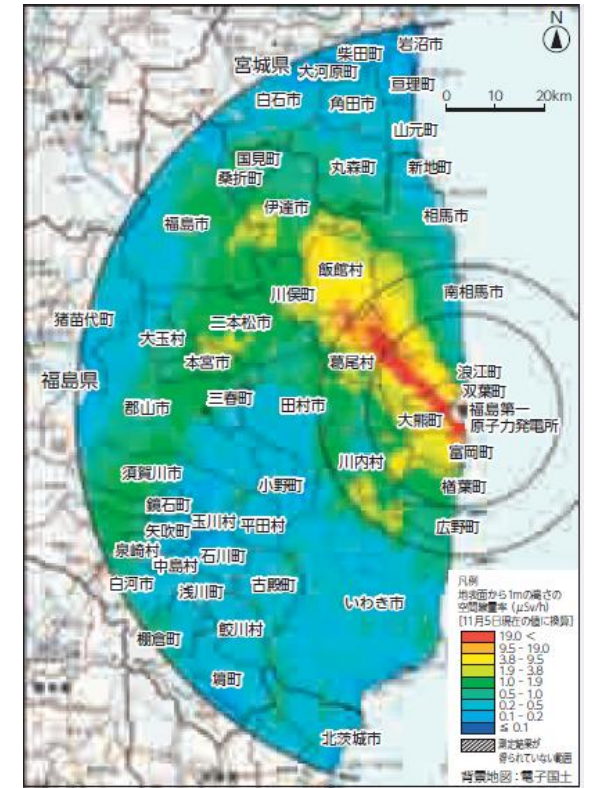 N
岩沼市
柴田町
宮城県
大河原町
亘理町
白石市
角田市
0 10 20km
山元町
国見町
丸森町
新地町
桑折町
伊達市
相馬市
福島市
飯館村
川俣町
南相馬市
猪苗代町
二本松市
大玉村
本宮市
葛尾村
浪江町
福島県
双葉町
三春町
田村市
福島第一
原子力発電所
郡山市
大熊町
富岡町
川内村
須賀川市
小野町
楢葉町
鏡石町
玉川村
平田村
広野町
矢吹町
泉崎村
石川町
中島村
白河市
浅川町
古殿町
いわき市
鮫川村
棚倉町
塙町
北茨城市
凡例
地表面から1mの高さの
空間線量率(μSv/h)
[11月5日現在の値に換算]
19.0 <
9.5 - 19.0
3.8 - 9.5
1.9 - 3.8
1.0 - 1.9
0.5 - 1.0
0.2 - 0.5
0.1 - 0.2
≦ 0.1
測定結果が
得られていない範囲
背景地図：電子国土